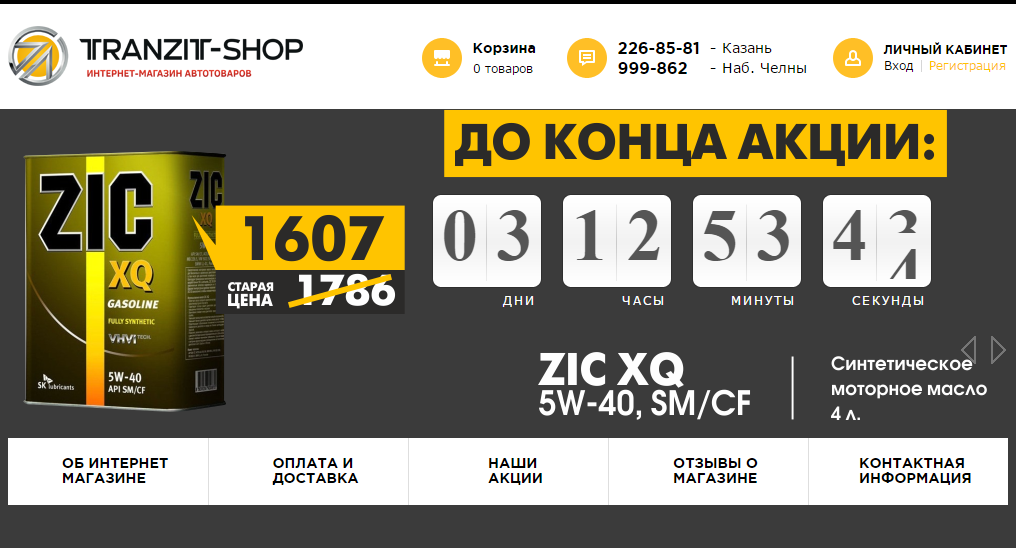 TRANZIT-SHOP
ИНТЕРНЕТ-МАГАЗИН АВТОТОВАРОВ
Корзина
0 товаров
226-85-81 - Казань
999-862 - Наб. Челны
ЛИЧНЫЙ КАБИНЕТ
Вход | Регистрация
ДО КОНЦА АКЦИИ:
ZIC
XQ
GASOLINE
FULLY SYNTHETIC
VHVI TECH.
5W-40
API SM/CF
SK lubricants
ZIC
XQ
1607
СТАРАЯ
ЦЕНА
1786
03 12 53 4
ДНИ ЧАСЫ МИНУТЫ СЕКУНДЫ
ZIC XQ
5W-40, SM/CF
Синтетическое
моторное масло
4 л.
ОБ ИНТЕРНЕТ
МАГАЗИНЕ
ОПЛАТА И
ДОСТАВКА
НАШИ
АКЦИИ
ОТЗЫВЫ О
МАГАЗИНЕ
КОНТАКТНАЯ
ИНФОРМАЦИЯ